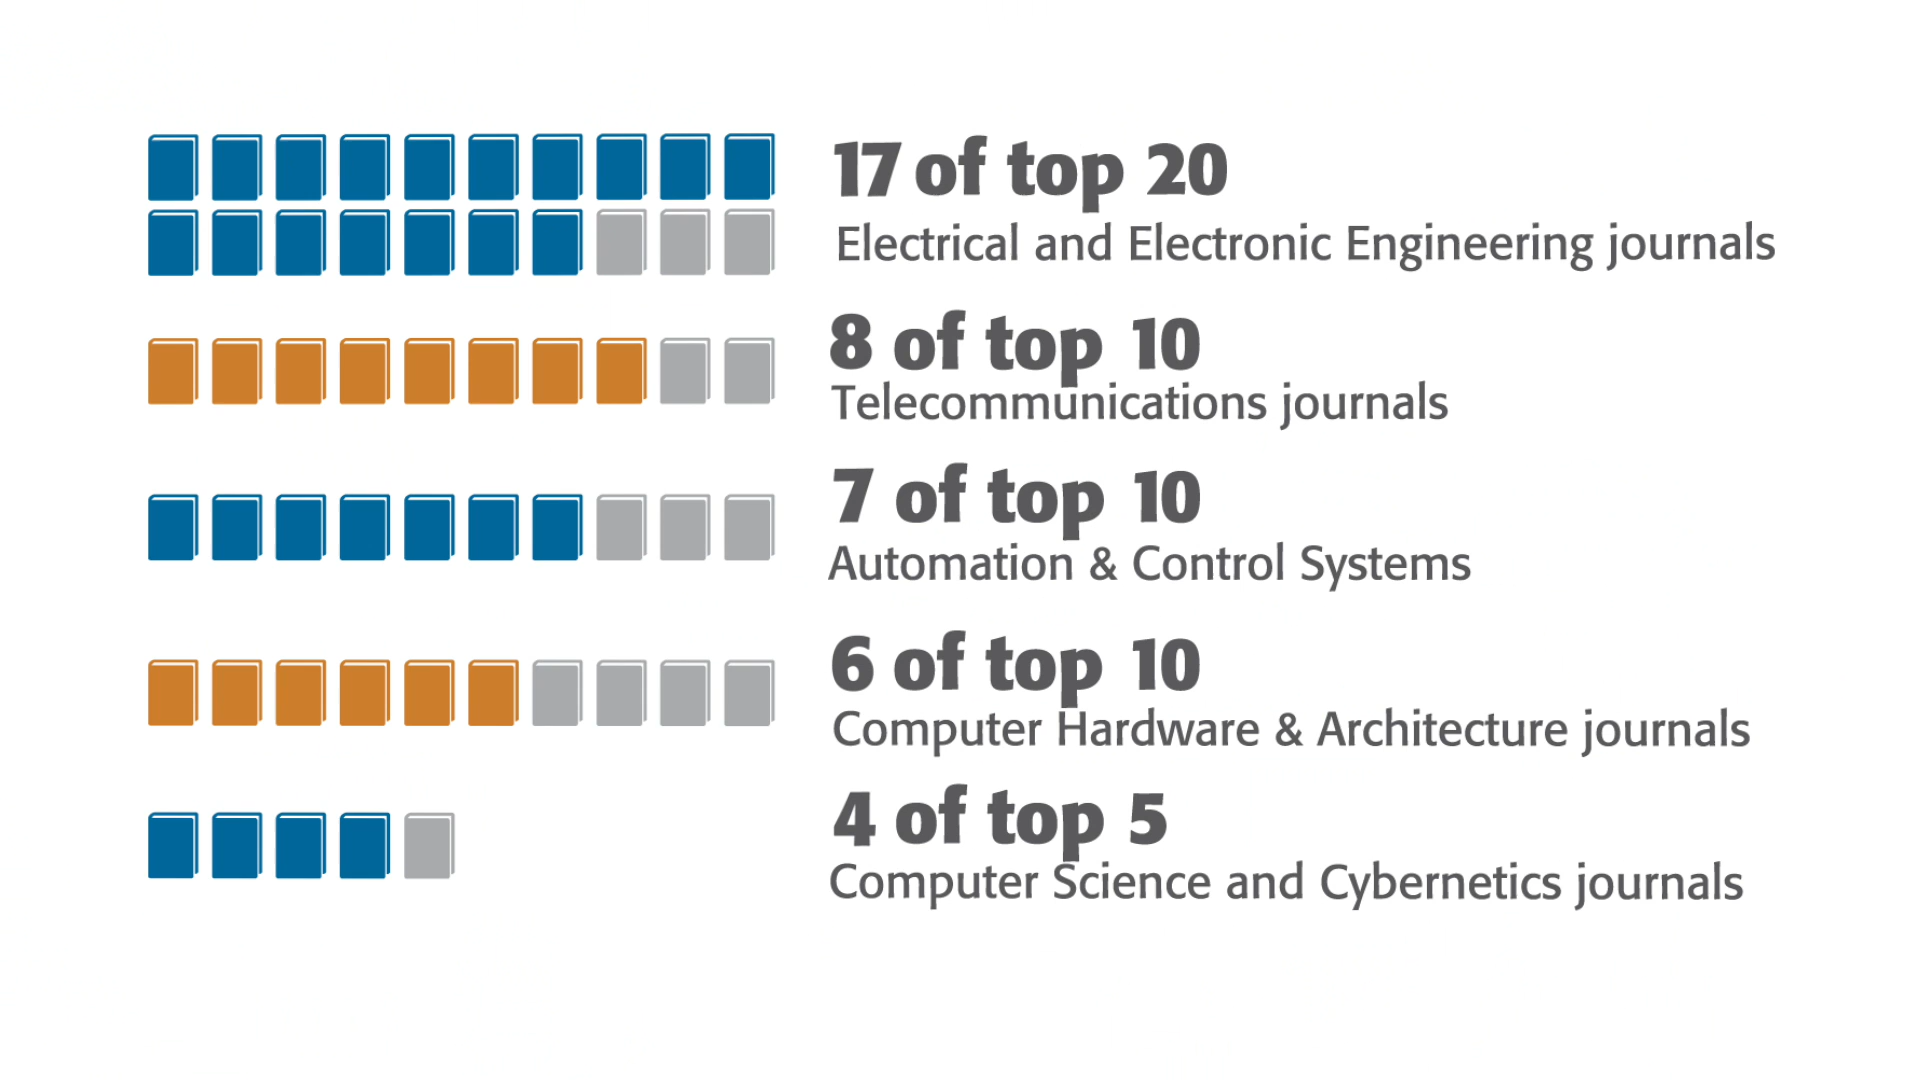 17 of top 20
Electrical and Electronic Engineering journals
8 of top 10
Telecommunications journals
7 of top 10
Automation & Control Systems
6 of top 10
Computer Hardware & Architecture journals
4 of top 5
Computer Science and Cybernetics journals